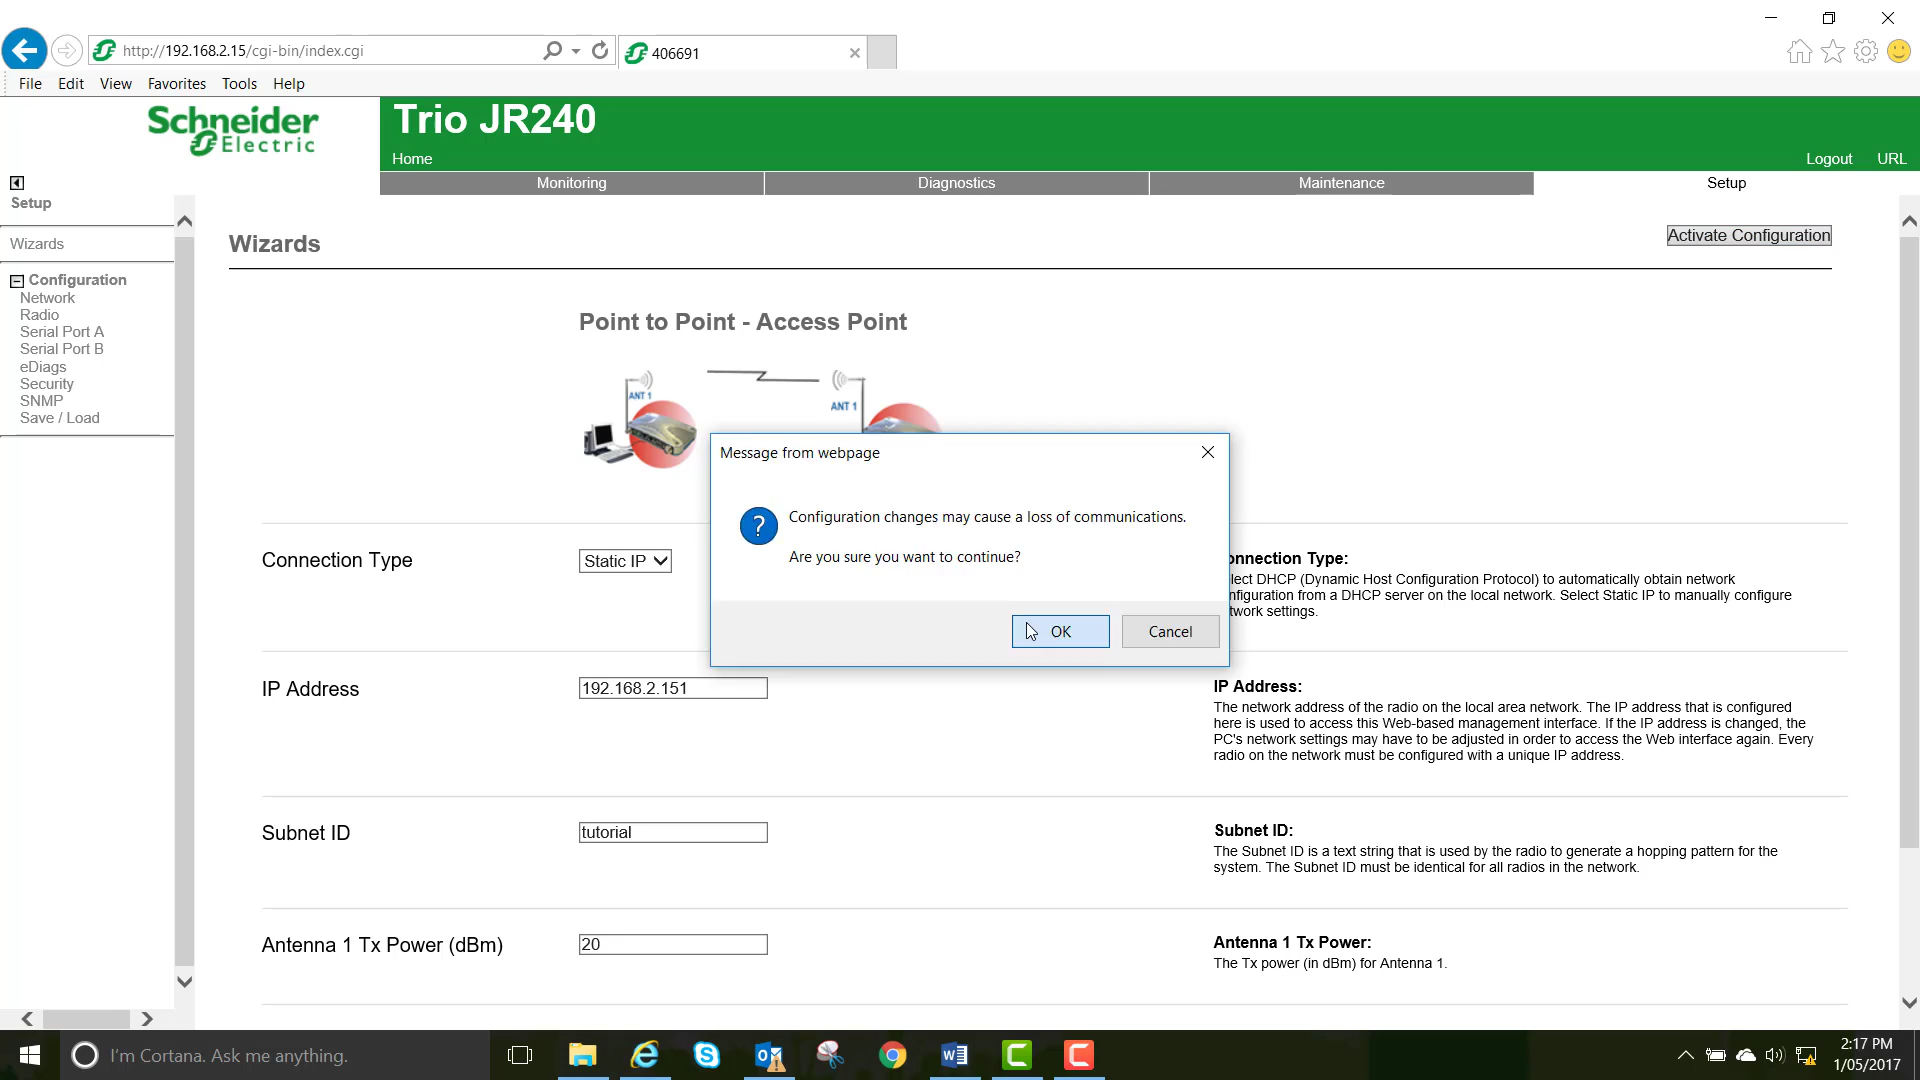 http://192.168.2.15/cgi-bin/index.cgi
406691
File Edit View Favorites Tools Help
Schneider Electric
Trio JR240
Home
Logout URL
Monitoring Diagnostics Maintenance Setup
Setup
Wizards
Configuration
Network
Radio
Serial Port A
Serial Port B
eDiags
Security
SNMP
Save / Load
Wizards
Activate Configuration
Point to Point - Access Point
ANT 1
ANT 1
Message from webpage
Configuration changes may cause a loss of communications.
Are you sure you want to continue?
OK Cancel
Connection Type
Static IP
onnection Type:
lect DHCP (Dynamic Host Configuration Protocol) to automatically obtain network
nfiguration from a DHCP server on the local network. Select Static IP to manually configure
twork settings.
IP Address
192.168.2.151
IP Address:
The network address of the radio on the local area network. The IP address that is configured
here is used to access this Web-based management interface. If the IP address is changed, the
PC's network settings may have to be adjusted in order to access the Web interface again. Every
radio on the network must be configured with a unique IP address.
Subnet ID
tutorial
Subnet ID:
The Subnet ID is a text string that is used by the radio to generate a hopping pattern for the
system. The Subnet ID must be identical for all radios in the network.
Antenna 1 Tx Power (dBm)
20
Antenna 1 Tx Power:
The Tx power (in dBm) for Antenna 1.
I'm Cortana. Ask me anything.
2:17 PM
1/05/2017